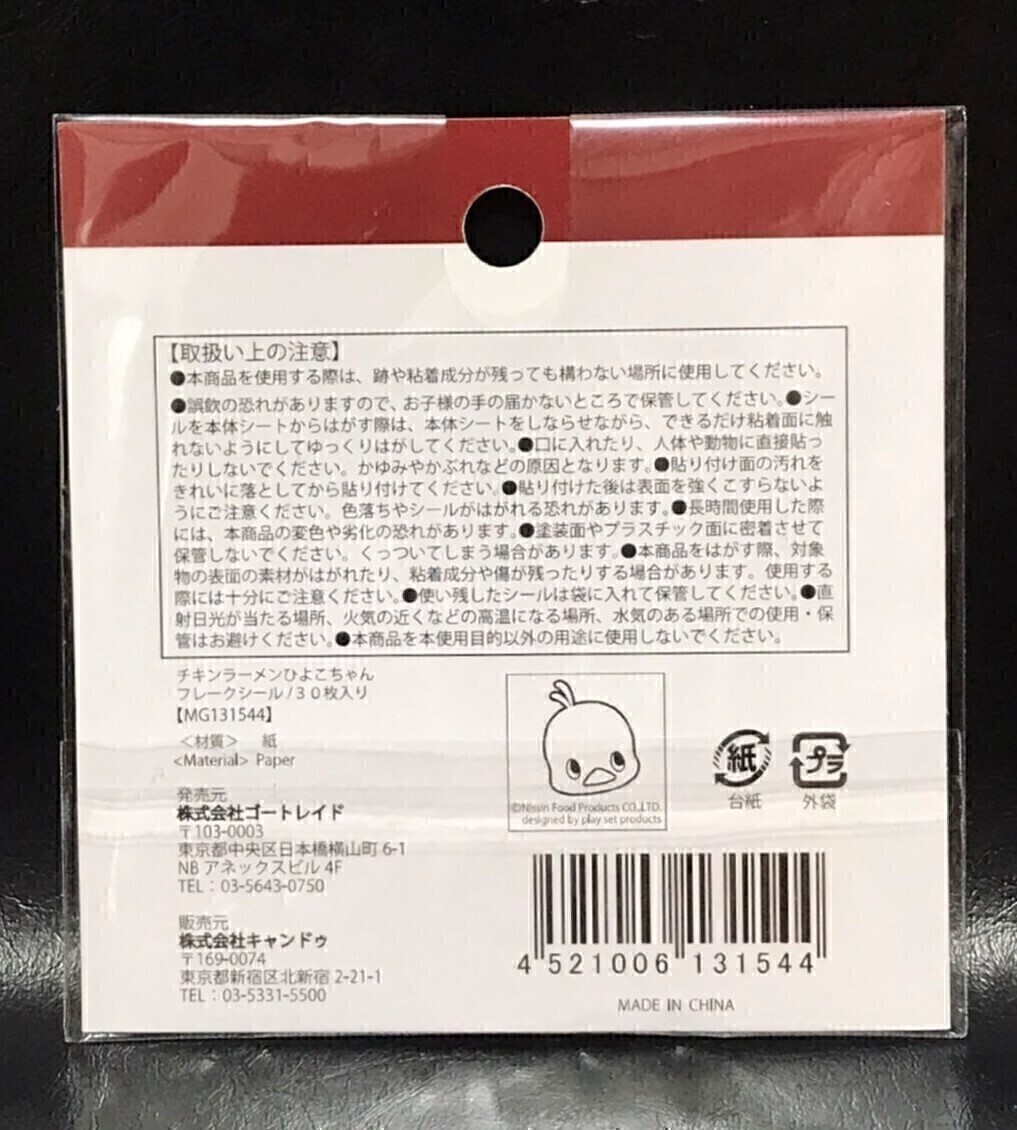 【取扱い上の注意】
●本商品を使用する際は、跡や粘着成分が残っても構わない場所に使用してください。
●誤飲の恐れがありますので、お子様の手の届かないところで保管してください。●シー
ルを本体シートからはがす際は、本体シートをしならせながら、できるだけ粘着面に触
れないようにしてゆっくりはがしてください。●口に入れたり、人体や動物に直接貼っ
たりしないでください。かゆみやかぶれなどの原因となります。●貼り付け面の汚れを
きれいに落としてから貼り付けてください。●貼り付けた後は表面を強くこすらないよ
うにご注意ください。色落ちやシールがはがれる恐れがあります。●長時間使用した際
には、本商品の変色や劣化の恐れがあります。●塗装面やプラスチック面に密着させて
保管しないでください。くっついてしまう場合があります。●本商品をはがす際、対象
物の表面の素材がはがれたり、粘着成分や傷が残ったりする場合があります。使用する
際には十分にご注意ください。●使い残したシールは袋に入れて保管してください。●直
射日光が当たる場所、火気の近くなどの高温になる場所、水気のある場所での使用・保
管はお避けください。●本商品を本使用目的以外の用途に使用しないでください。
チキンラーメンひよこちゃん
フレークシール/30枚入り
【MG131544】
＜材質＞　紙
<Material> Paper
発売元
株式会社ゴートレイド
〒103-0003
東京都中央区日本橋横山町 6-1
NB アネックスビル 4F
TEL：03-5643-0750
販売元
株式会社キャンドゥ
〒169-0074
東京都新宿区北新宿 2-21-1
TEL：03-5331-5500
©Nissin Food Products CO.,LTD.
designed by play set products
紙
台紙
プラ
外袋
4 521006 131544
MADE IN CHINA